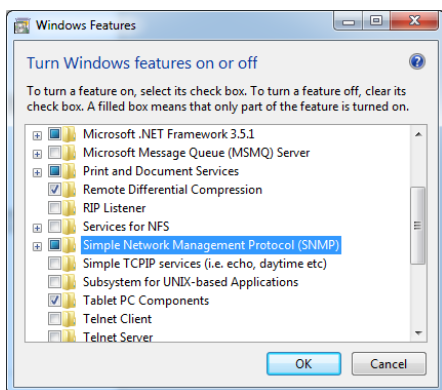 Windows Features
Turn Windows features on or off
To turn a feature on, select its check box. To turn a feature off, clear its
check box. A filled box means that only part of the feature is turned on.
Microsoft .NET Framework 3.5.1
Microsoft Message Queue (MSMQ) Server
Print and Document Services
Remote Differential Compression
RIP Listener
Services for NFS
Simple Network Management Protocol (SNMP)
Simple TCPIP services (i.e. echo, daytime etc)
Subsystem for UNIX-based Applications
Tablet PC Components
Telnet Client
Telnet Server
OK Cancel